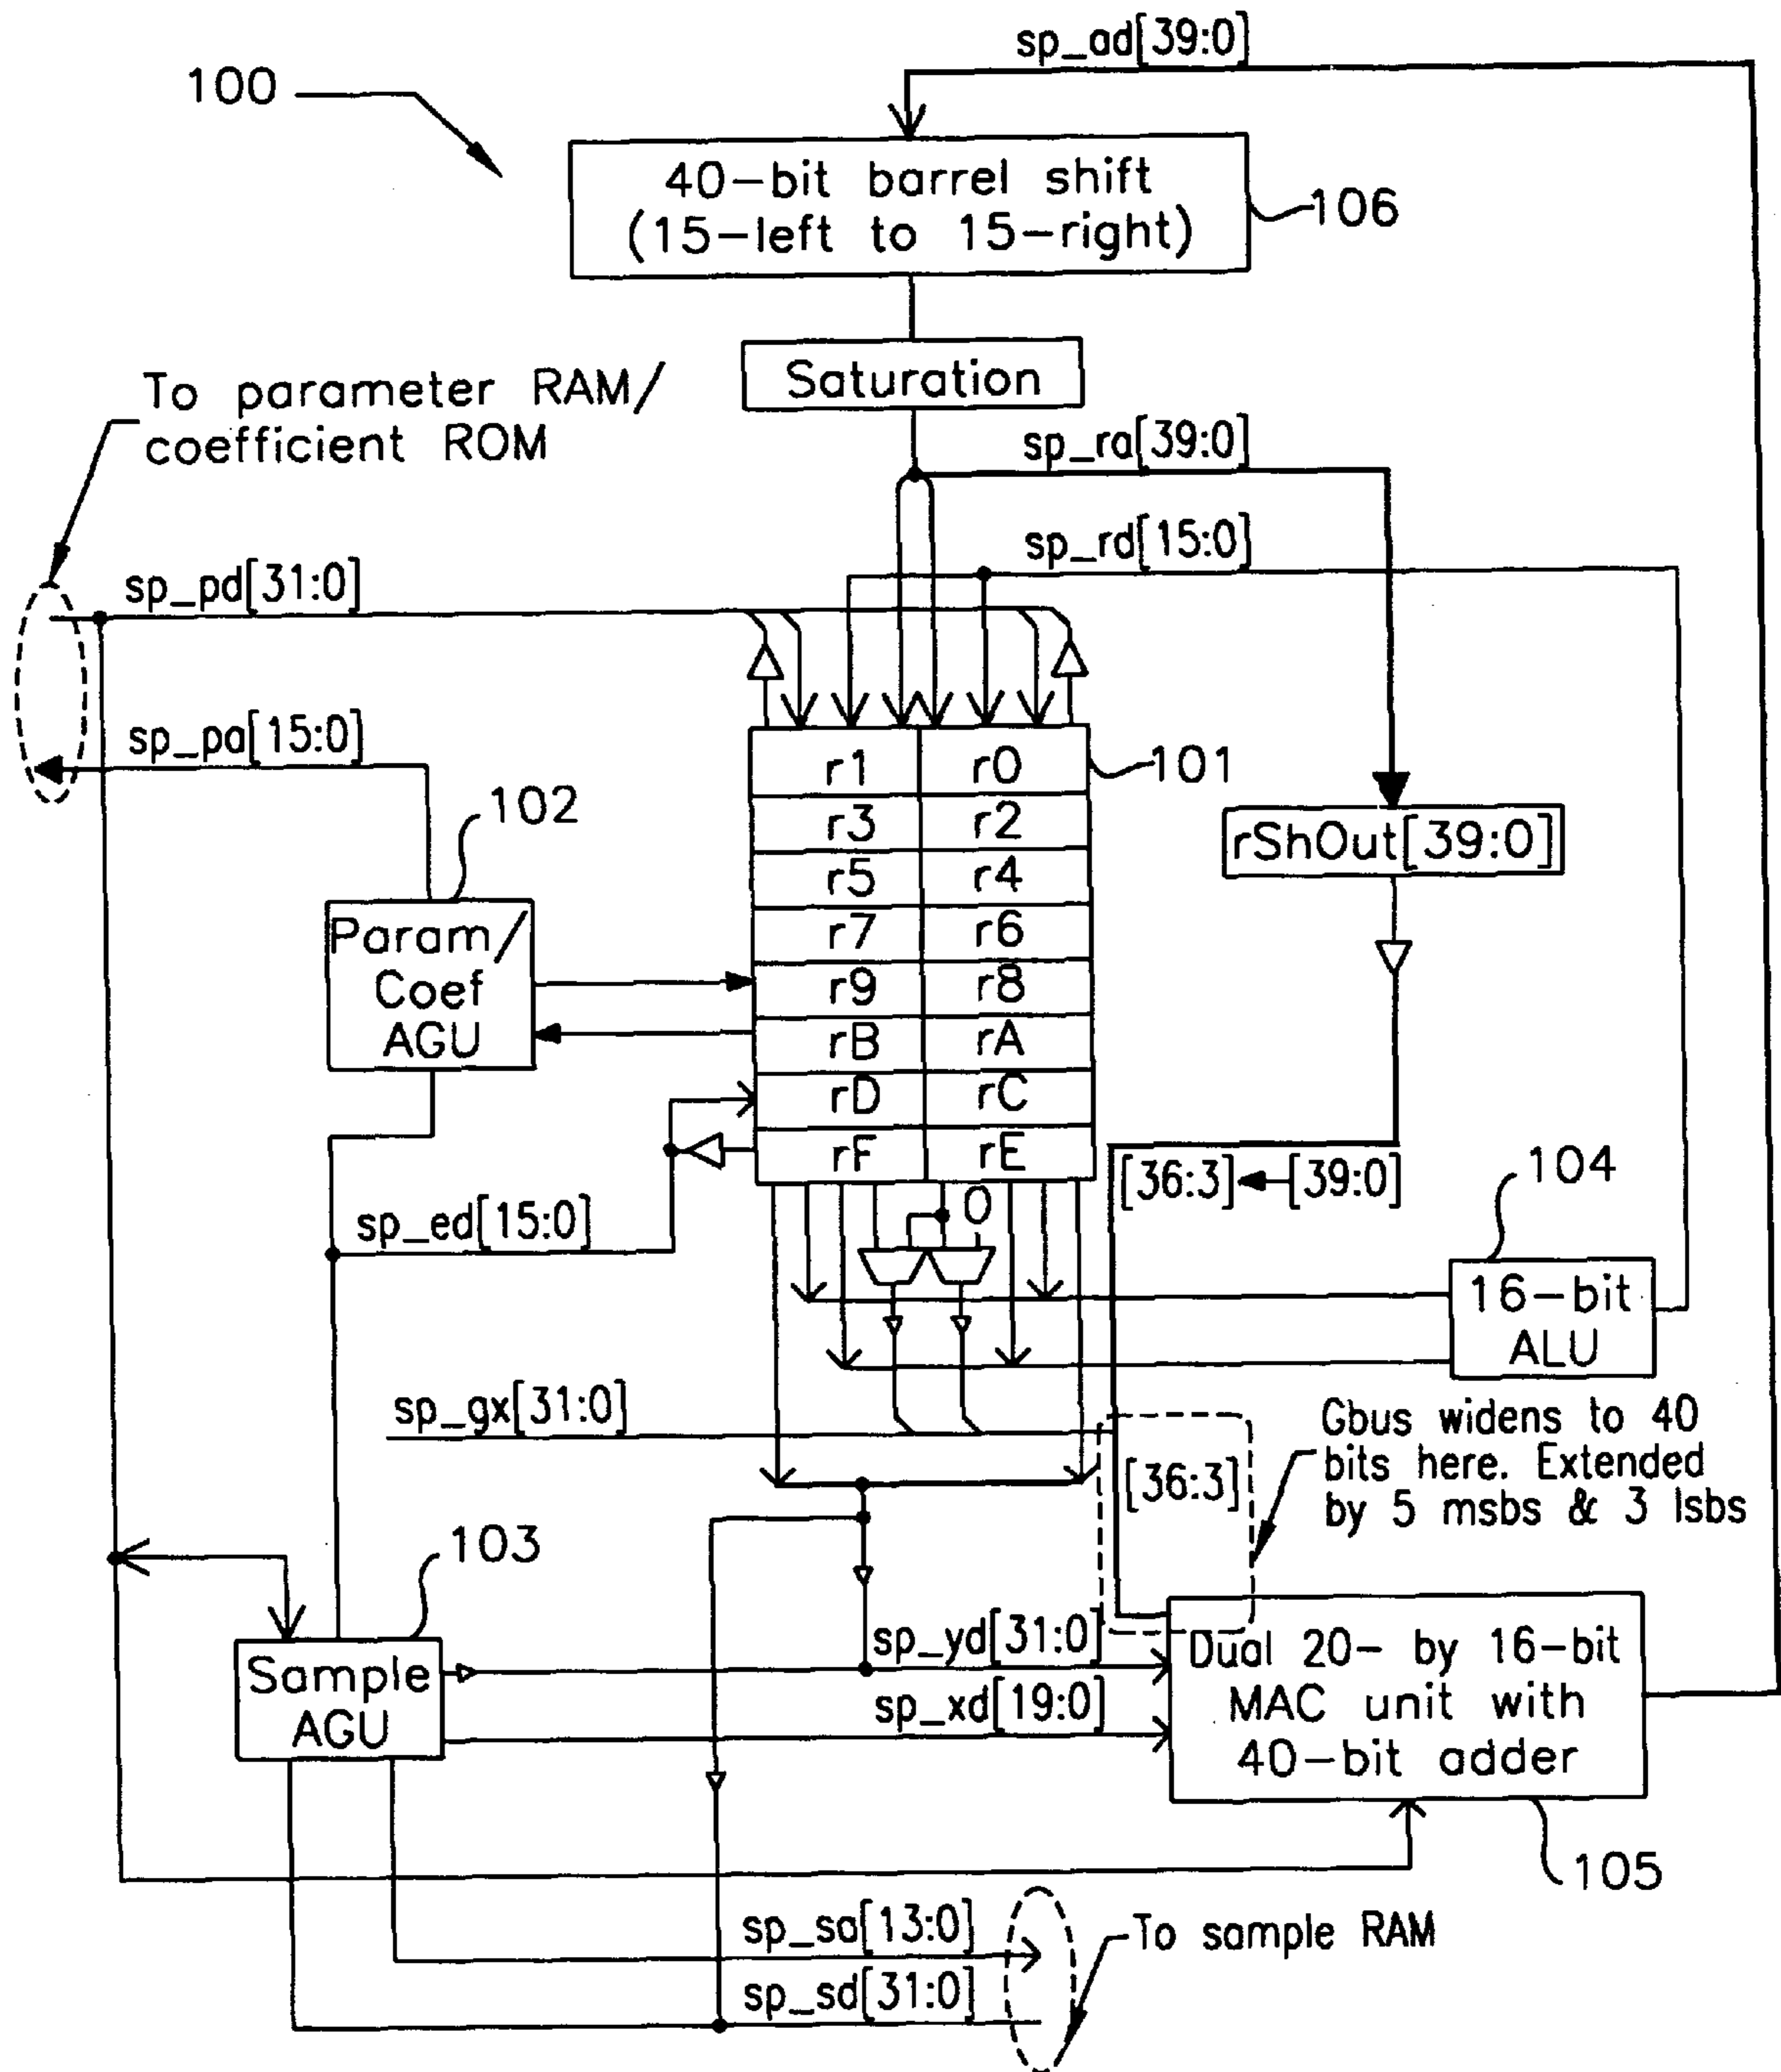 sp_ad[39:0]
100
40-bit barrel shift
(15-left to 15-right)
106
Saturation
To parameter RAM/
coefficient ROM
sp_ra[39:0]
sp_rd[15:0]
sp_pd[31:0]
sp_pa[15:0]
r1 r0
101
r3 r2
r5 r4
r7 r6
r9 r8
rB rA
rD rC
rF rE
102
rShOut[39:0]
Param/
Coef
AGU
[36:3] [39:0]
0
104
sp_ed[15:0]
16-bit
ALU
sp_gx[31:0]
Gbus widens to 40
bits here. Extended
by 5 msbs & 3 lsbs
[36:3]
103
Sample
AGU
sp_yd[31:0]
sp_xd[19:0]
Dual 20- by 16-bit
MAC unit with
40-bit adder
105
sp_sa[13:0]
To sample RAM
sp_sd[31:0]